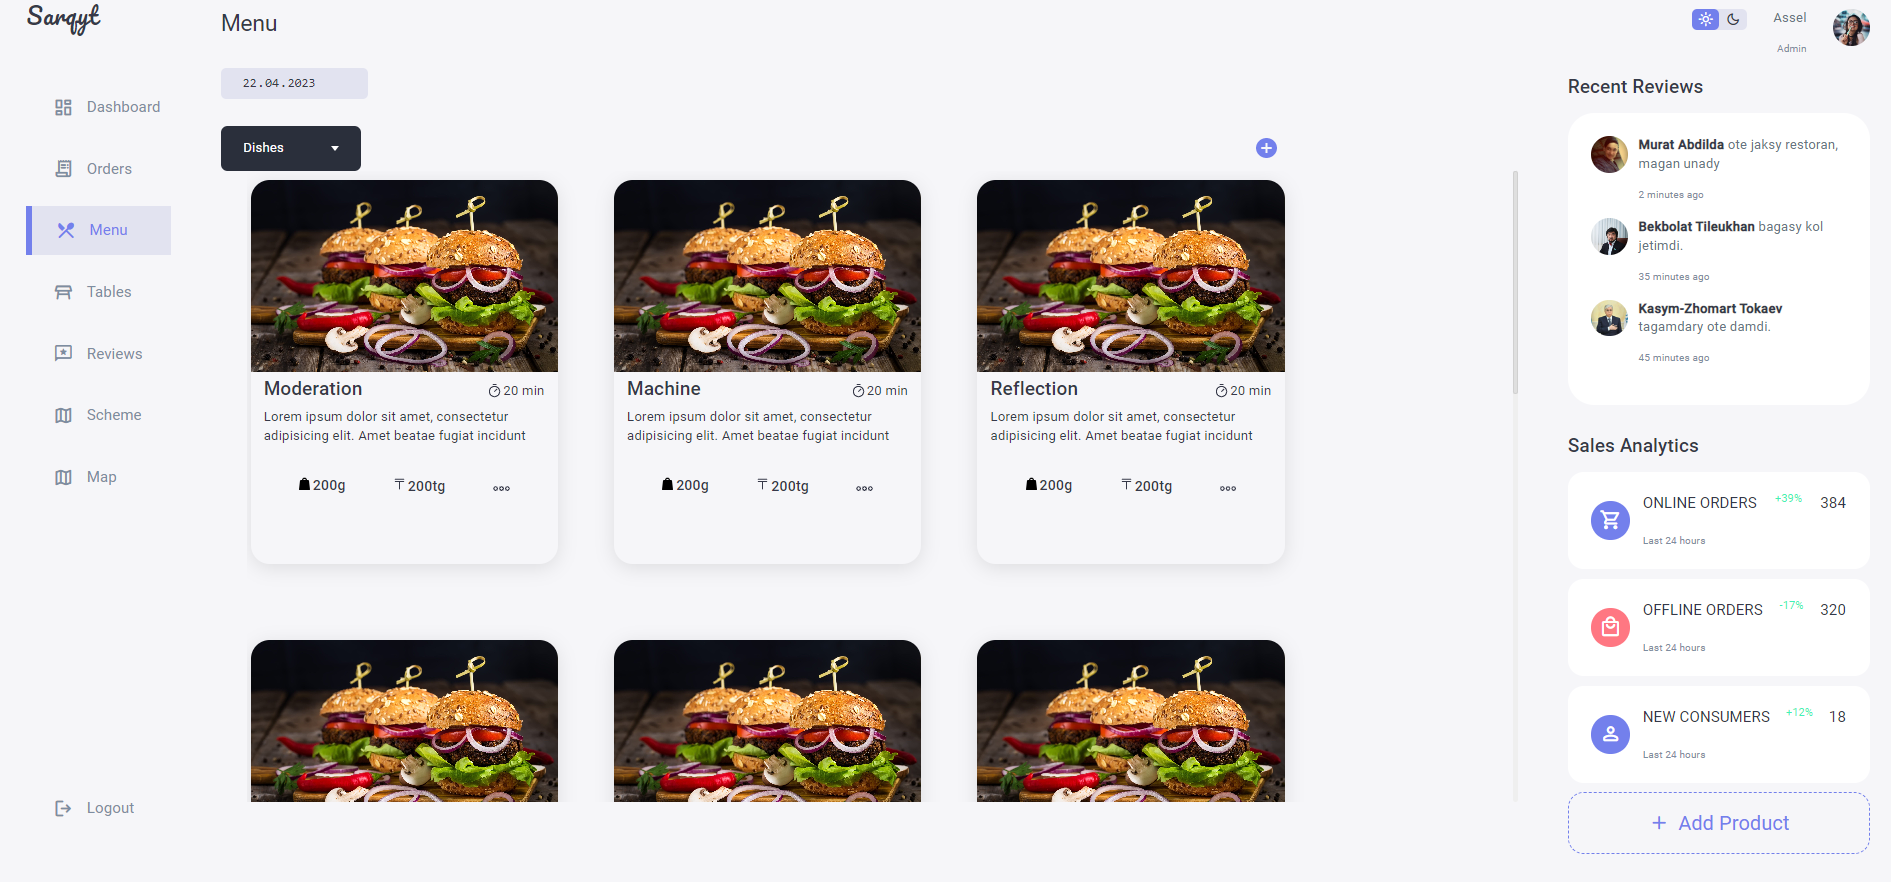 Sarqyt
Menu
Assel
Admin
22.04.2023
Dashboard
Orders
Menu
Tables
Reviews
Scheme
Map
Logout
Dishes
Moderation
20 min
Lorem ipsum dolor sit amet, consectetur
adipisicing elit. Amet beatae fugiat incidunt
200g
₸ 200tg
Machine
20 min
Lorem ipsum dolor sit amet, consectetur
adipisicing elit. Amet beatae fugiat incidunt
200g
₸ 200tg
Reflection
20 min
Lorem ipsum dolor sit amet, consectetur
adipisicing elit. Amet beatae fugiat incidunt
200g
₸ 200tg
Recent Reviews
Murat Abdilda ote jaksy restoran,
magan unady
2 minutes ago
Bekbolat Tileukhan bagasy kol
jetimdi.
35 minutes ago
Kasym-Zhomart Tokaev
tagamdary ote damdi.
45 minutes ago
Sales Analytics
ONLINE ORDERS +39% 384
Last 24 hours
OFFLINE ORDERS -17% 320
Last 24 hours
NEW CONSUMERS +12% 18
Last 24 hours
+ Add Product